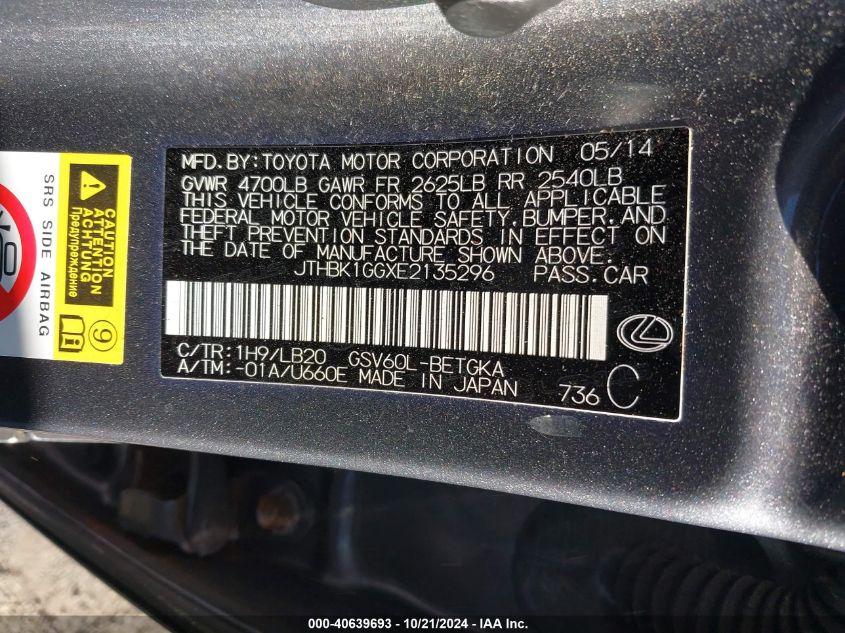 MFD. BY: TOYOTA MOTOR CORPORATION 05/14
GVWR 4700LB GAWR FR 2625LB RR 2540LB
THIS VEHICLE CONFORMS TO ALL APPLICABLE
FEDERAL MOTOR VEHICLE SAFETY, BUMPER, AND
THEFT PREVENTION STANDARDS IN EFFECT ON
THE DATE OF MANUFACTURE SHOWN ABOVE.
JTHBK1GGXE2135296 PASS. CAR
C/TR: 1H9/LB20 GSV60L-BETGKA
A/TM: -01A/U660E MADE IN JAPAN 736 C
SRS SIDE AIRBAG
CAUTION
ATTENTION
ACHTUNG
Предупреждение
9
000-40639693 - 10/21/2024 - IAAI.com